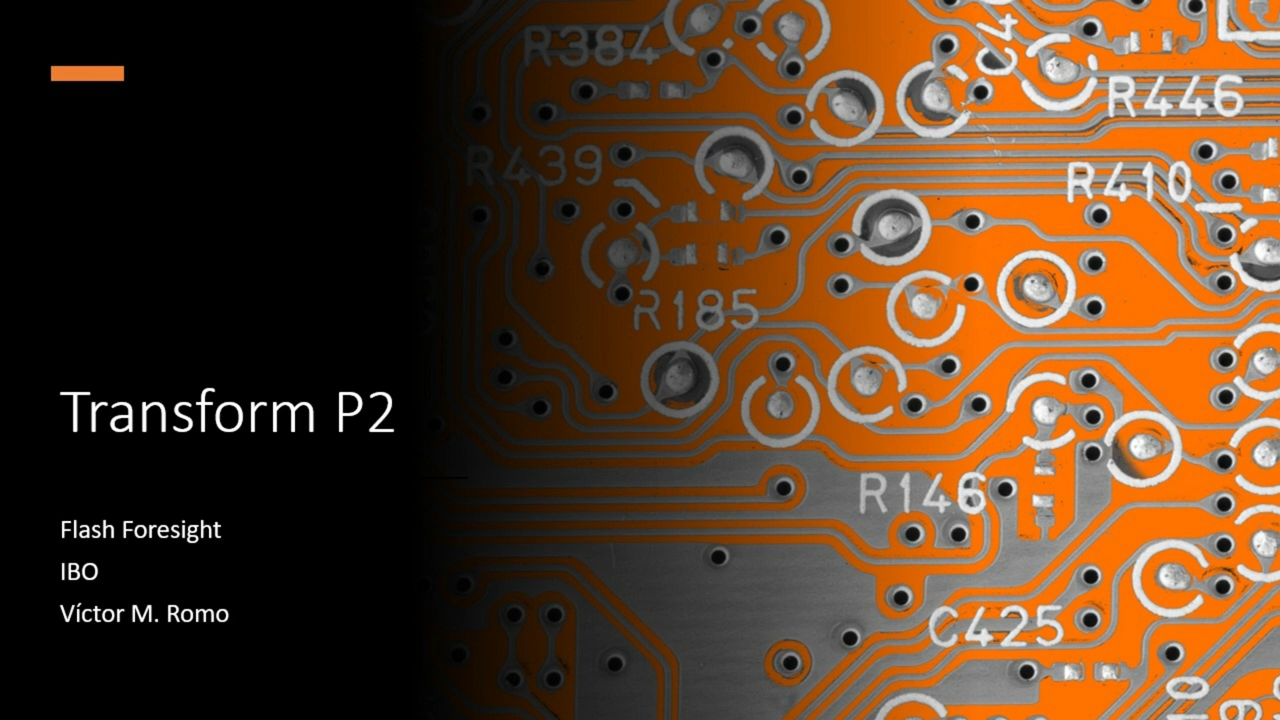 Transform P2
Flash Foresight
IBO
Víctor M. Romo
R384
R446
R439
R410
R185
R146
C425